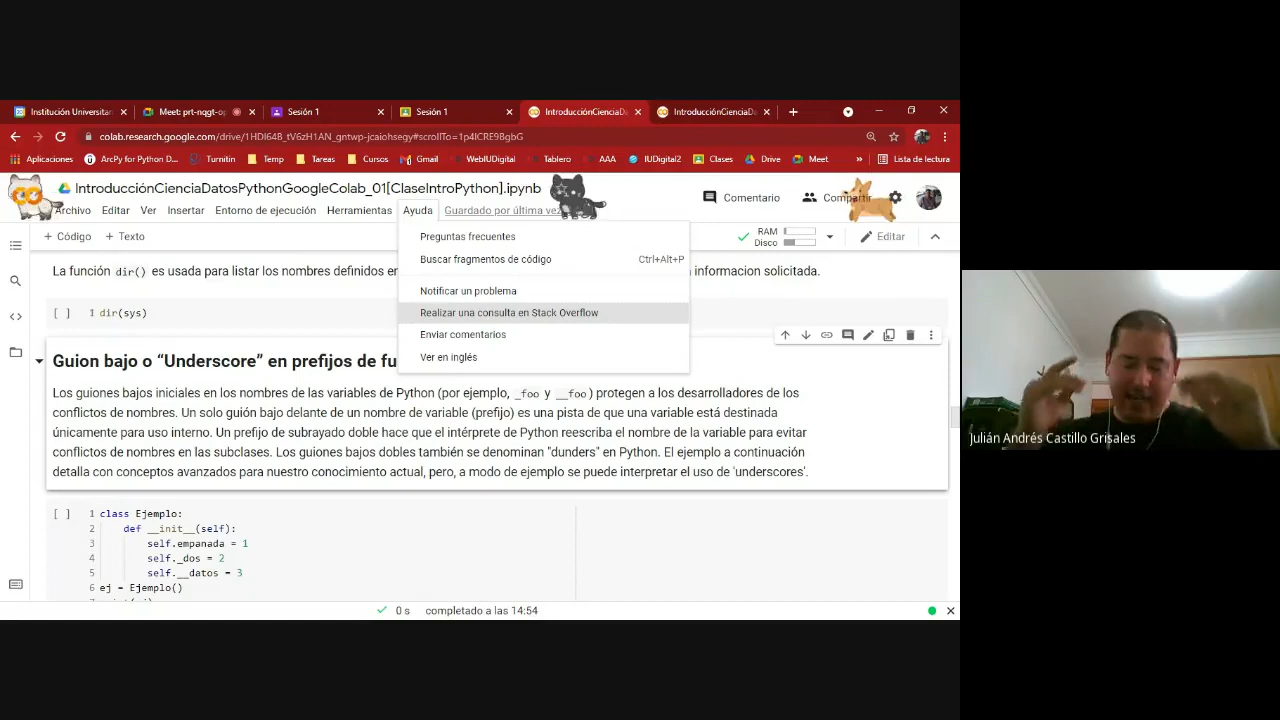 Institución Universitar
Meet: prt-nqgt-op
Sesión 1
Sesión 1
IntroducciónCienciaDa
IntroducciónCienciaDa
colab.research.google.com/drive/1HDI64B_tV6zH1AN_gntwp-jcaiohsegy#scrollTo=1p4lCRE9BgbG
Aplicaciones
ArcPy for Python D...
Turnitin
Temp
Tareas
Cursos
Gmail
WebIUDigital
Tablero
AAA
IUDigital2
Clases
Drive
Meet
»
Lista de lectura
IntroducciónCienciaDatosPythonGoogleColab_01[ClaseIntroPython].ipynb
Comentario
Compartir
Archivo
Editar
Ver
Insertar
Entorno de ejecución
Herramientas
Ayuda
Guardado por última vez
+ Código
+ Texto
RAM
Disco
Editar
Preguntas frecuentes
Buscar fragmentos de código Ctrl+Alt+P
Notificar un problema
Realizar una consulta en Stack Overflow
Enviar comentarios
Ver en inglés
La función dir() es usada para listar los nombres definidos en
informacion solicitada.
[ ] 1 dir(sys)
Guion bajo o “Underscore” en prefijos de fu
Los guiones bajos iniciales en los nombres de las variables de Python (por ejemplo, _foo y __foo) protegen a los desarrolladores de los
conflictos de nombres. Un solo guión bajo delante de un nombre de variable (prefijo) es una pista de que una variable está destinada
únicamente para uso interno. Un prefijo de subrayado doble hace que el intérprete de Python reescriba el nombre de la variable para evitar
conflictos de nombres en las subclases. Los guiones bajos dobles también se denominan "dunders" en Python. El ejemplo a continuación
detalla con conceptos avanzados para nuestro conocimiento actual, pero, a modo de ejemplo se puede interpretar el uso de 'underscores'.
[ ] 1 class Ejemplo:
2 def __init__(self):
3 self.empanada = 1
4 self._dos = 2
5 self.__datos = 3
6 ej = Ejemplo()
0 s completado a las 14:54
Julián Andrés Castillo Grisales